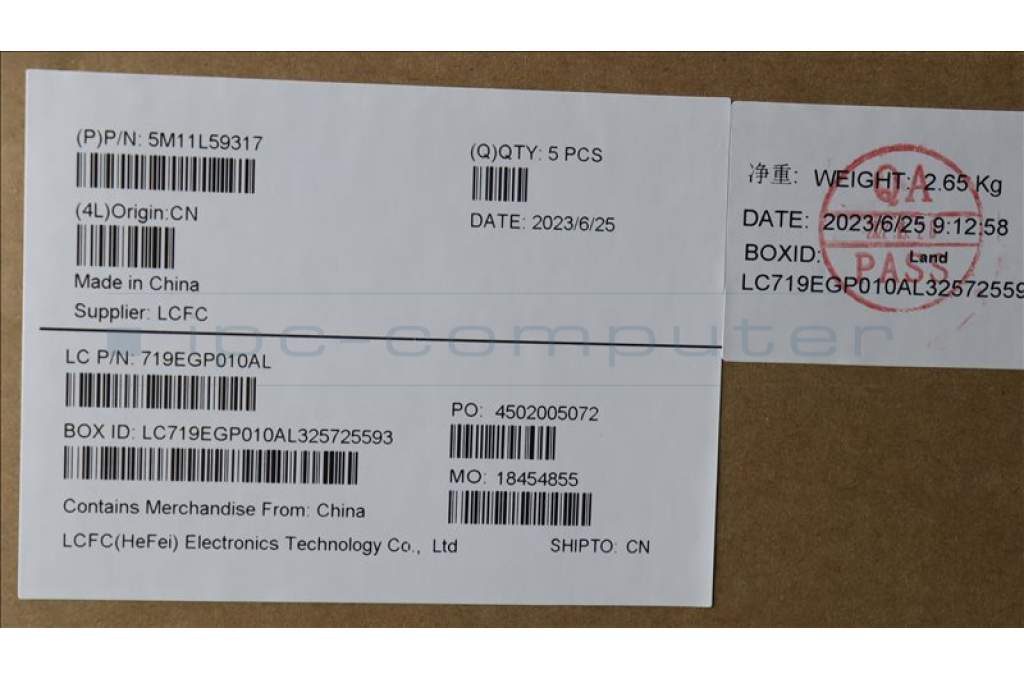 (P)P/N: 5M11L59317
(Q)QTY: 5 PCS
(4L)Origin:CN
DATE: 2023/6/25
Made in China
Supplier: LCFC
LC P/N: 719EGP010AL
PO: 4502005072
BOX ID: LC719EGP010AL325725593
MO: 18454855
Contains Merchandise From: China
LCFC(HeFei) Electronics Technology Co., Ltd
SHIPTO: CN
净重: WEIGHT: 2.65 Kg
DATE: 2023/6/25 9:12:58
BOXID: Land
LC719EGP010AL32572559
QA
PASS
ipc-computer